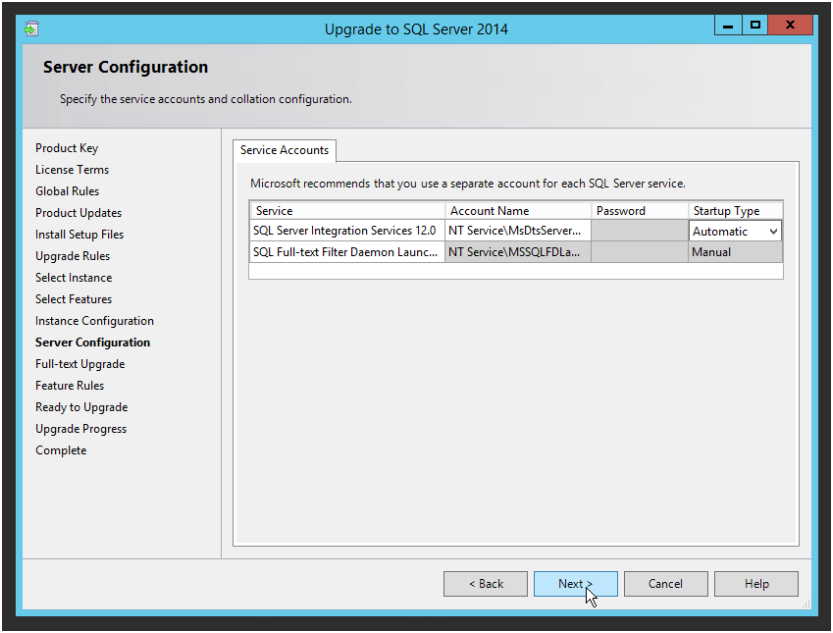 Upgrade to SQL Server 2014
Server Configuration
Specify the service accounts and collation configuration.
Product Key
License Terms
Global Rules
Product Updates
Install Setup Files
Upgrade Rules
Select Instance
Select Features
Instance Configuration
Server Configuration
Full-text Upgrade
Feature Rules
Ready to Upgrade
Upgrade Progress
Complete
Service Accounts
Microsoft recommends that you use a separate account for each SQL Server service.
Service Account Name Password Startup Type
SQL Server Integration Services 12.0 NT Service\MsDtsServer... Automatic
SQL Full-text Filter Daemon Launc... NT Service\MSSQLFDLa... Manual
< Back Next > Cancel Help